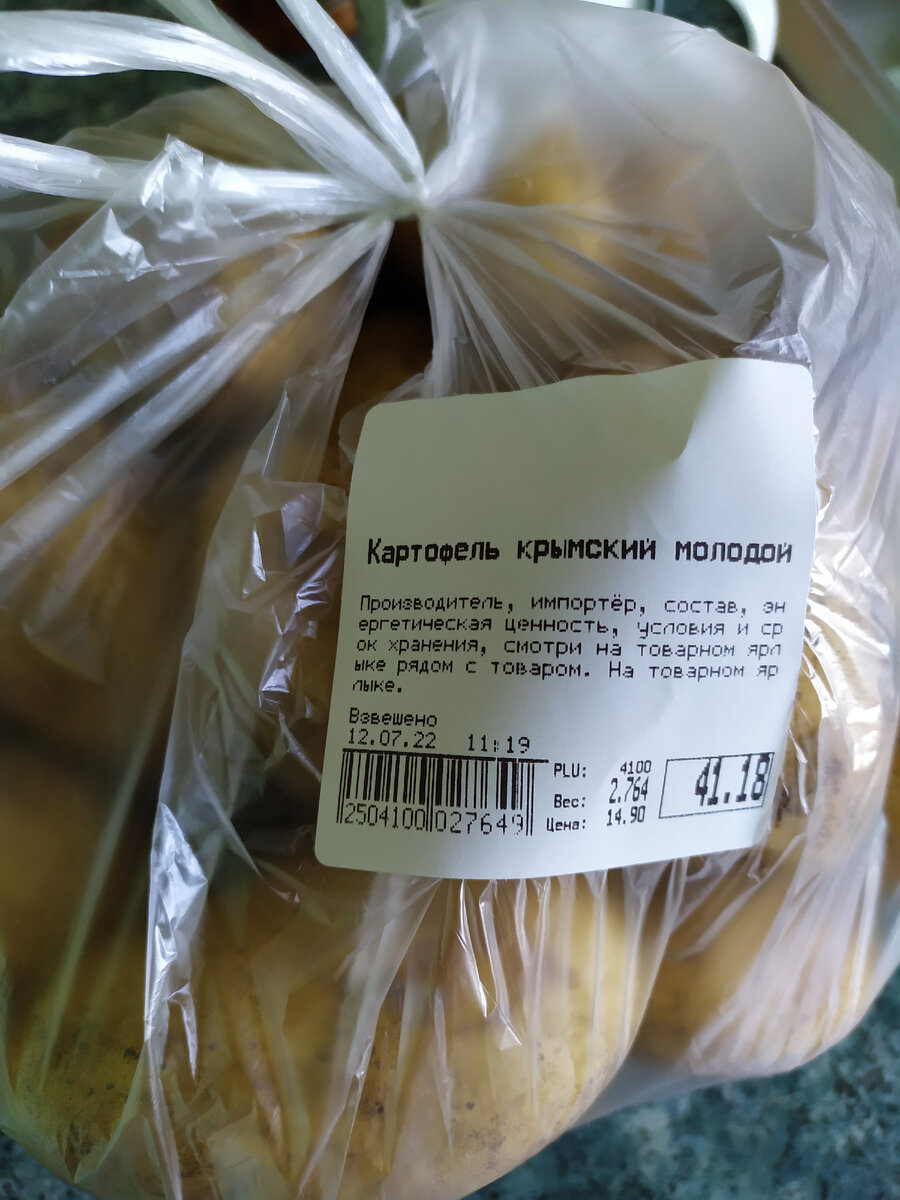 Картофель крымский молодой
Производитель, импортёр, состав, эн
ергетическая ценность, условия и ср
ок хранения, смотри на товарном ярл
ыке рядом с товаром. На товарном яр
лыке.
Взвешено
12.07.22 11:19
PLU: 4100
Вес: 2.764
Цена: 14.90
41.18
2504100027649